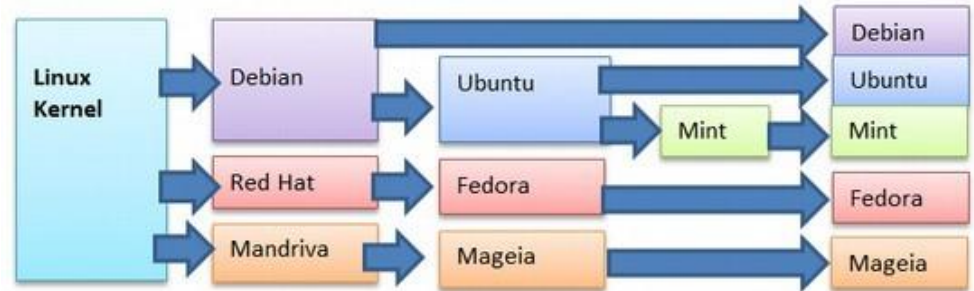 Linux
Kernel
Debian
Ubuntu
Mint
Debian
Ubuntu
Mint
Red Hat
Fedora
Fedora
Mandriva
Mageia
Mageia